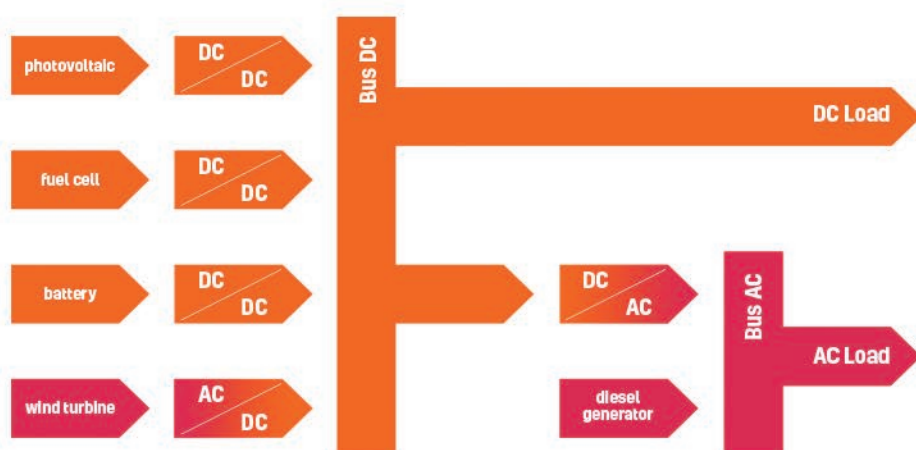 photovoltaic
DC
DC
Bus DC
DC Load
fuel cell
DC
DC
battery
DC
DC
DC
AC
Bus AC
AC Load
wind turbine
AC
DC
diesel
generator